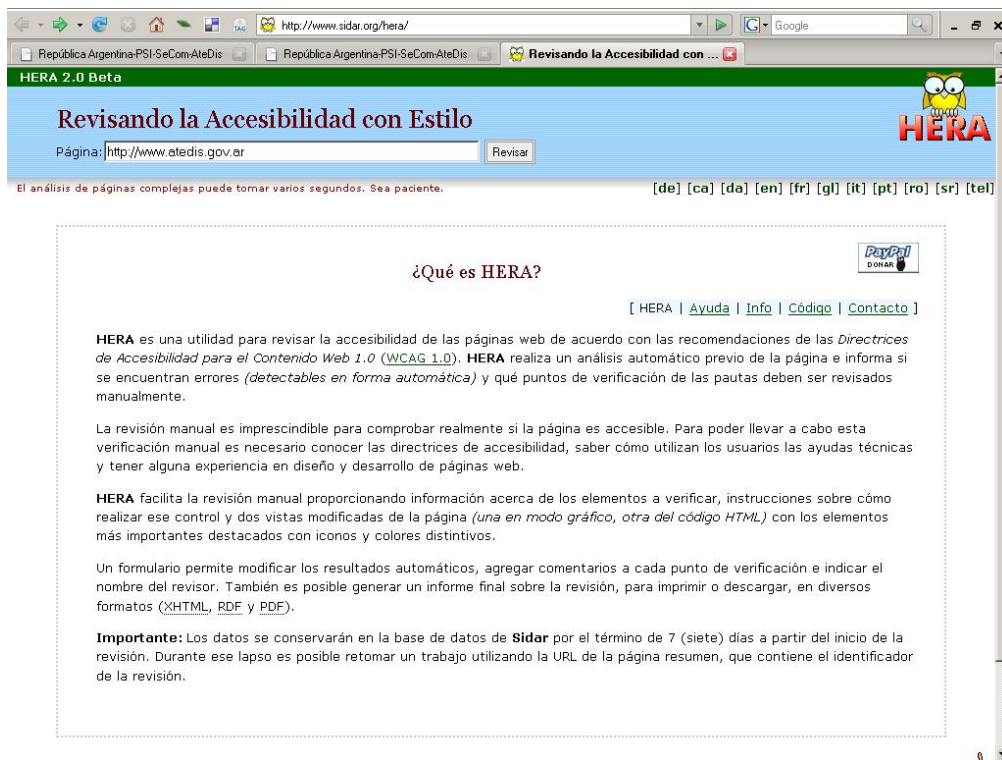 http://www.sidar.org/hera/
Google
República Argentina-PSI-SeCom-AteDis
República Argentina-PSI-SeCom-AteDis
Revisando la Accesibilidad con ...
HERA 2.0 Beta
Revisando la Accesibilidad con Estilo
HERA
Página: http://www.atedis.gov.ar Revisar
El análisis de páginas complejas puede tomar varios segundos. Sea paciente.
[de] [ca] [da] [en] [fr] [gl] [it] [pt] [ro] [sr] [tel]
PayPal
DONAR
¿Qué es HERA?
[ HERA | Ayuda | Info | Código | Contacto ]
HERA es una utilidad para revisar la accesibilidad de las páginas web de acuerdo con las recomendaciones de las Directrices
de Accesibilidad para el Contenido Web 1.0 (WCAG 1.0). HERA realiza un análisis automático previo de la página e informa si
se encuentran errores (detectables en forma automática) y qué puntos de verificación de las pautas deben ser revisados
manualmente.
La revisión manual es imprescindible para comprobar realmente si la página es accesible. Para poder llevar a cabo esta
verificación manual es necesario conocer las directrices de accesibilidad, saber cómo utilizan los usuarios las ayudas técnicas
y tener alguna experiencia en diseño y desarrollo de páginas web.
HERA facilita la revisión manual proporcionando información acerca de los elementos a verificar, instrucciones sobre cómo
realizar ese control y dos vistas modificadas de la página (una en modo gráfico, otra del código HTML) con los elementos
más importantes destacados con iconos y colores distintivos.
Un formulario permite modificar los resultados automáticos, agregar comentarios a cada punto de verificación e indicar el
nombre del revisor. También es posible generar un informe final sobre la revisión, para imprimir o descargar, en diversos
formatos (XHTML, RDF y PDF).
Importante: Los datos se conservarán en la base de datos de Sidar por el término de 7 (siete) días a partir del inicio de la
revisión. Durante ese lapso es posible retomar un trabajo utilizando la URL de la página resumen, que contiene el identificador
de la revisión.